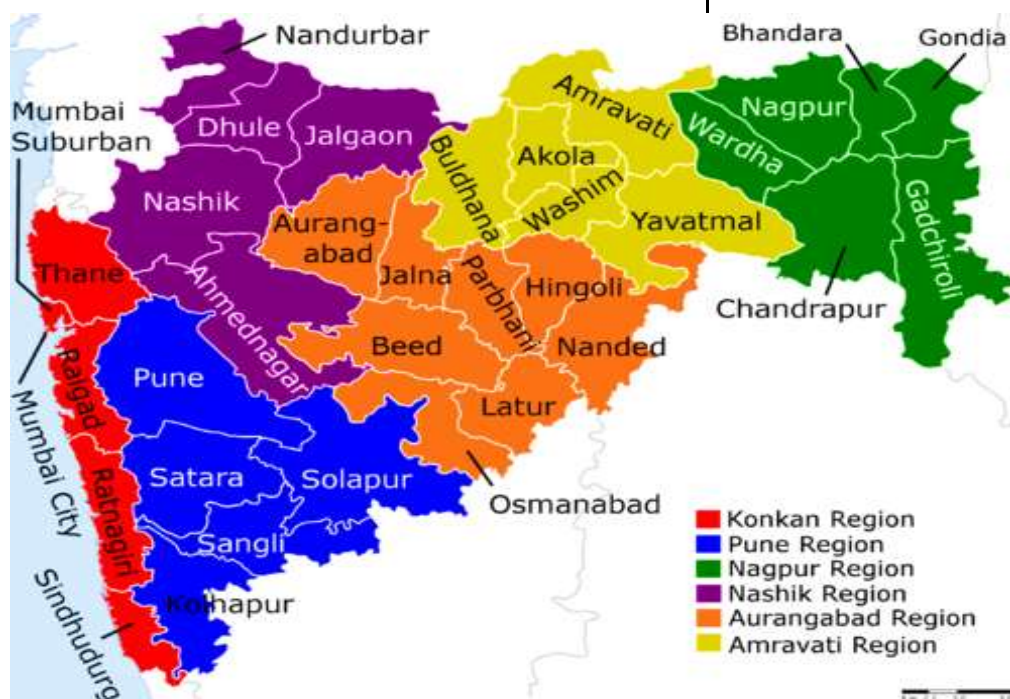 Nandurbar
Bhandara
Gondia
Mumbai
Suburban
Dhule
Jalgaon
Amravati
Nagpur
Wardha
Buldhana
Akola
Washim
Nashik
Yavatmal
Gadchiroli
Aurang-
abad
Thane
Jalna
Parbhani
Hingoli
Chandrapur
Ahmednagar
Beed
Nanded
Raigad
Pune
Latur
Mumbai City
Satara
Solapur
Osmanabad
Ratnagiri
Sangli
Kolhapur
Sindhudurg
Konkan Region
Pune Region
Nagpur Region
Nashik Region
Aurangabad Region
Amravati Region